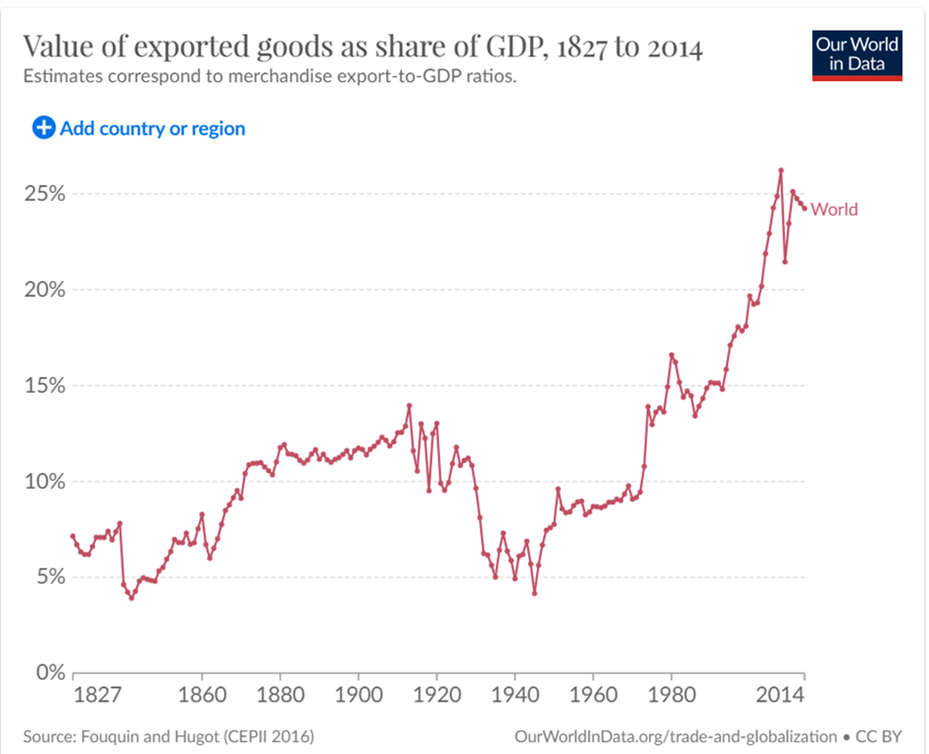 Value of exported goods as share of GDP, 1827 to 2014
Our World
in Data
Estimates correspond to merchandise export-to-GDP ratios.
Add country or region
25%
World
20%
15%
10%
5%
0%
1827 1860 1880 1900 1920 1940 1960 1980 2014
Source: Fouquin and Hugot (CEPII 2016)
OurWorldInData.org/trade-and-globalization • CC BY